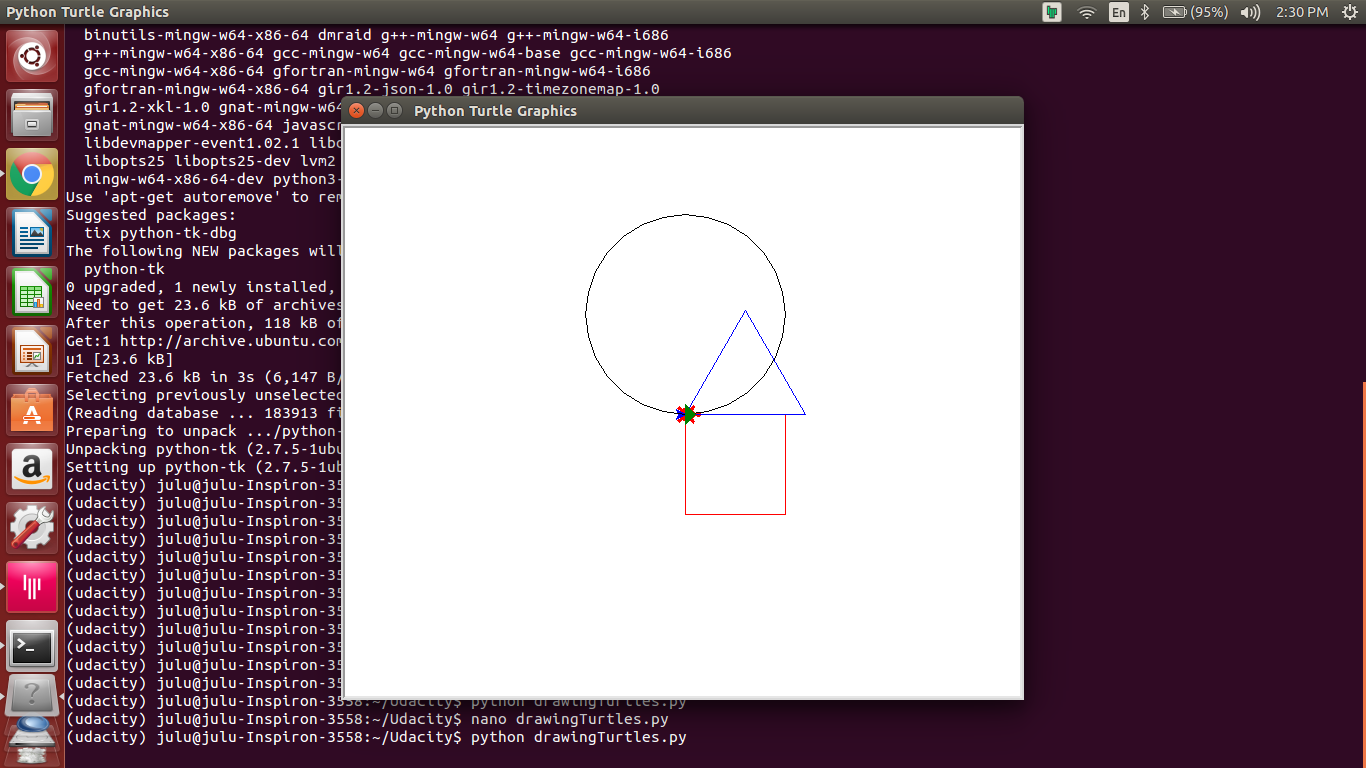 Python Turtle Graphics
En
(95%)
2:30 PM
binutils-mingw-w64-x86-64 dmraid g++-mingw-w64 g++-mingw-w64-i686
g++-mingw-w64-x86-64 gcc-mingw-w64 gcc-mingw-w64-base gcc-mingw-w64-i686
gcc-mingw-w64-x86-64 gfortran-mingw-w64 gfortran-mingw-w64-i686
gfortran-mingw-w64-x86-64 gir1.2-json-1.0 gir1.2-timezonemap-1.0
gir1.2-xkl-1.0 gnat-mingw-w64
gnat-mingw-w64-x86-64 javascr
libdevmapper-event1.02.1
libopts25 libopts25-dev lvm2
mingw-w64-x86-64-dev python3-
Use 'apt-get autoremove' to rem
Suggested packages:
tix python-tk-dbg
The following NEW packages will
python-tk
0 upgraded, 1 newly installed,
Need to get 23.6 kB of archives
After this operation, 118 kB of
Get:1 http://archive.ubuntu.com
u1 [23.6 kB]
Fetched 23.6 kB in 3s (6,147 B/
Selecting previously unselected
(Reading database ... 183913 fi
Preparing to unpack .../python-
Unpacking python-tk (2.7.5-1ubu
Setting up python-tk (2.7.5-1ub
(udacity) julu@julu-Inspiron-35
(udacity) julu@julu-Inspiron-35
(udacity) julu@julu-Inspiron-35
(udacity) julu@julu-Inspiron-35
(udacity) julu@julu-Inspiron-35
(udacity) julu@julu-Inspiron-35
(udacity) julu@julu-Inspiron-35
(udacity) julu@julu-Inspiron-35
(udacity) julu@julu-Inspiron-35
(udacity) julu@julu-Inspiron-35
(udacity) julu@julu-Inspiron-35
(udacity) julu@julu-Inspiron-35
(udacity) julu@julu-Inspiron-3558:~/Udacity$ python drawingTurtles.py
(udacity) julu@julu-Inspiron-3558:~/Udacity$ nano drawingTurtles.py
(udacity) julu@julu-Inspiron-3558:~/Udacity$ python drawingTurtles.py
Python Turtle Graphics